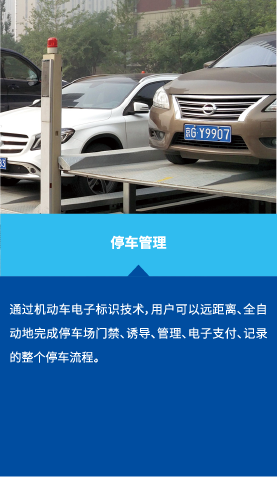 G·Y9907
停车管理
通过机动车电子标识技术，用户可以远距离、全自
动地完成停车场门禁、诱导、管理、电子支付、记录
的整个停车流程。